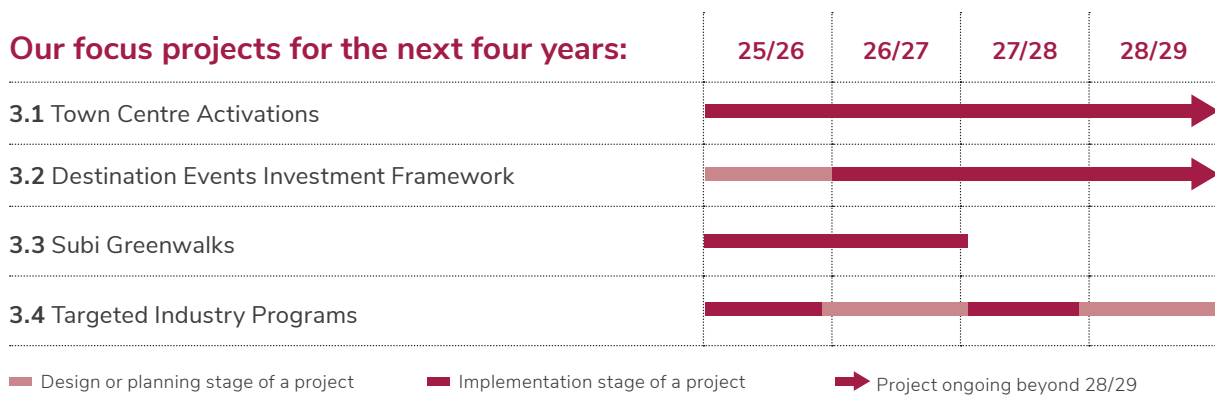 Our focus projects for the next four years: 25/26 26/27 27/28 28/29
3.1 Town Centre Activations
3.2 Destination Events Investment Framework
3.3 Subi Greenwalks
3.4 Targeted Industry Programs
Design or planning stage of a project Implementation stage of a project Project ongoing beyond 28/29